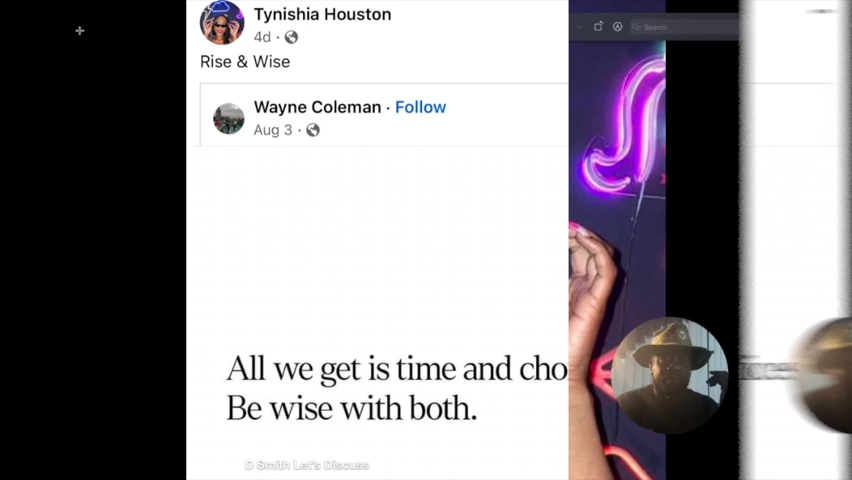 Tynishia Houston
4d ·
Rise & Wise
Wayne Coleman · Follow
Aug 3 ·
Search
All we get is time and cho
Be wise with both.
D Smith Let's Discuss